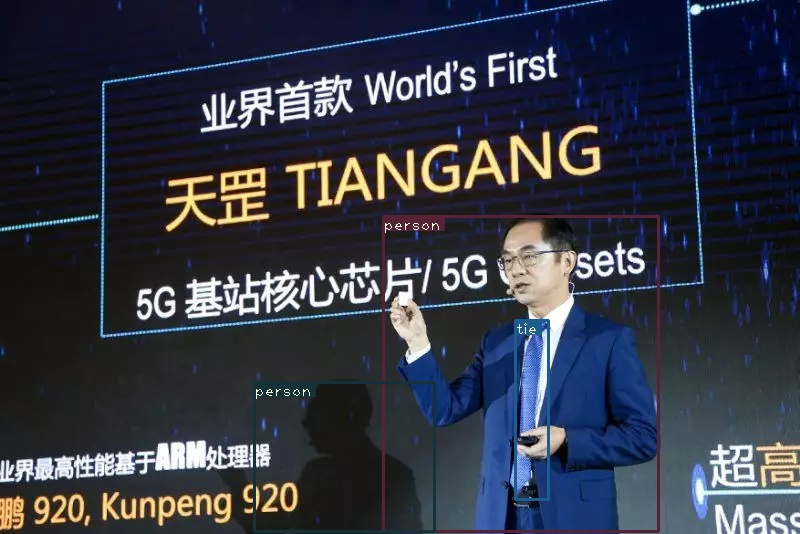 业界首款 World's First
天罡 TIANGANG
5G 基站核心芯片/ 5G sets
person
tie
person
业界最高性能基于ARM处理器
鹏 920, Kunpeng 920
超高
Mass